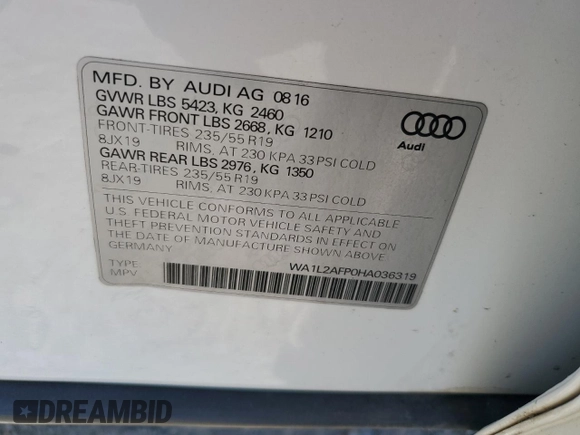 MFD. BY AUDI AG 08 16
GVWR LBS 5423, KG 2460
GAWR FRONT LBS 2668, KG 1210
FRONT-TIRES 235/55 R19
8JX19 RIMS, AT 230 KPA 33 PSI COLD
GAWR REAR LBS 2976, KG 1350
REAR-TIRES 235/55 R19
8JX19 RIMS, AT 230 KPA 33 PSI COLD
THIS VEHICLE CONFORMS TO ALL APPLICABLE
U.S. FEDERAL MOTOR VEHICLE SAFETY AND
THEFT PREVENTION STANDARDS IN EFFECT ON
THE DATE OF MANUFACTURE SHOWN ABOVE
GERMANY
TYPE
MPV
WA1L2AFP0HA036319
Audi
DREAMBID